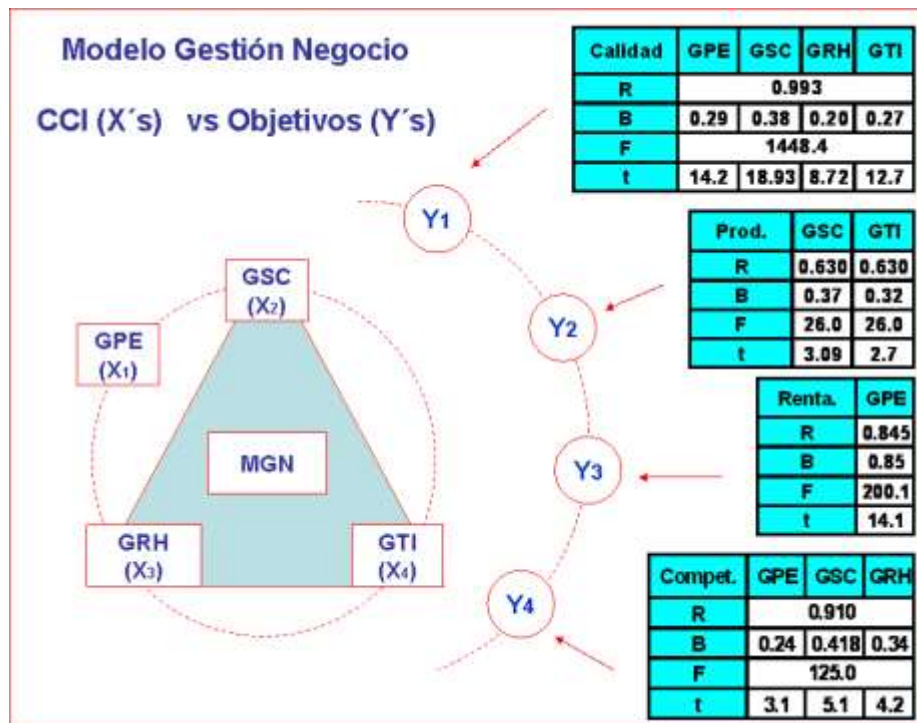 Modelo Gestión Negocio
CCI (X´s) vs Objetivos (Y´s)
GSC
(X2)
GPE
(X1)
MGN
GRH
(X3)
GTI
(X4)
Y1
Y2
Y3
Y4
Calidad GPE GSC GRH GTI
R 0.993
B 0.29 0.38 0.20 0.27
F 1448.4
t 14.2 18.93 8.72 12.7
Prod. GSC GTI
R 0.630 0.630
B 0.37 0.32
F 26.0 26.0
t 3.09 2.7
Renta. GPE
R 0.845
B 0.85
F 200.1
t 14.1
Compet. GPE GSC GRH
R 0.910
B 0.24 0.418 0.34
F 125.0
t 3.1 5.1 4.2